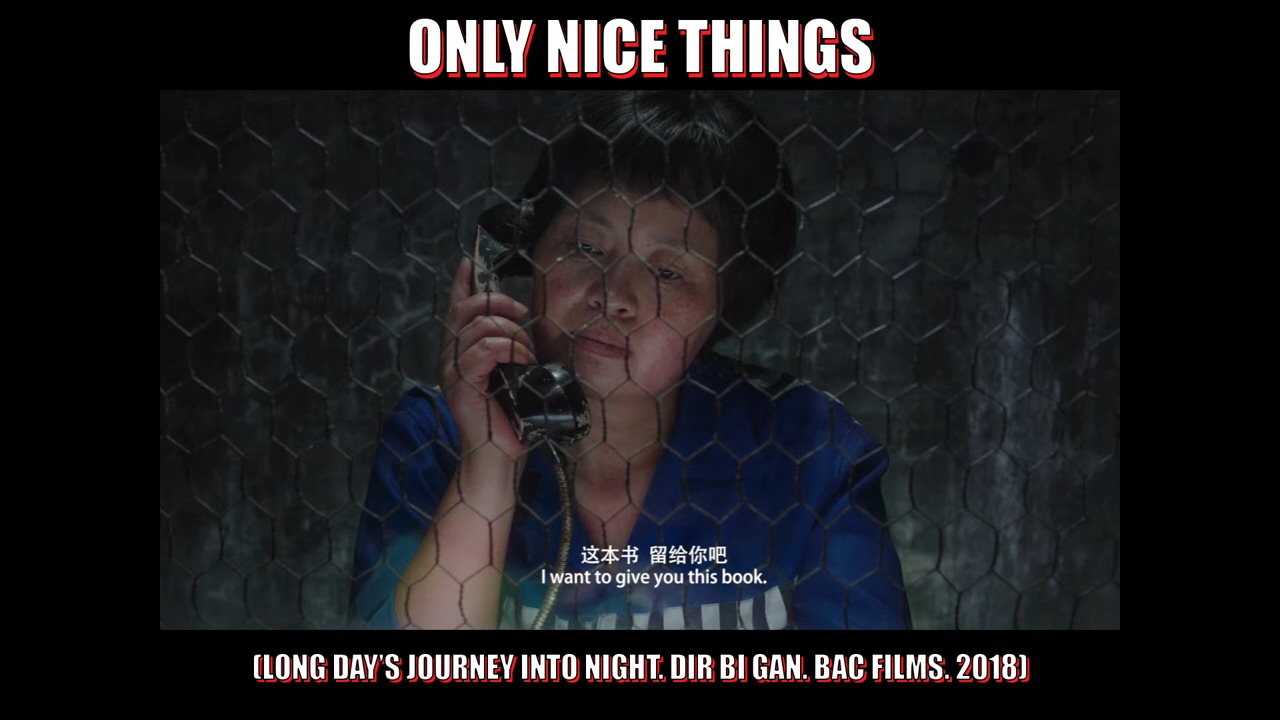 ONLY NICE THINGS
这本书 留给你吧
I want to give you this book.
(LONG DAY'S JOURNEY INTO NIGHT. DIR BI GAN. BAC FILMS. 2018)